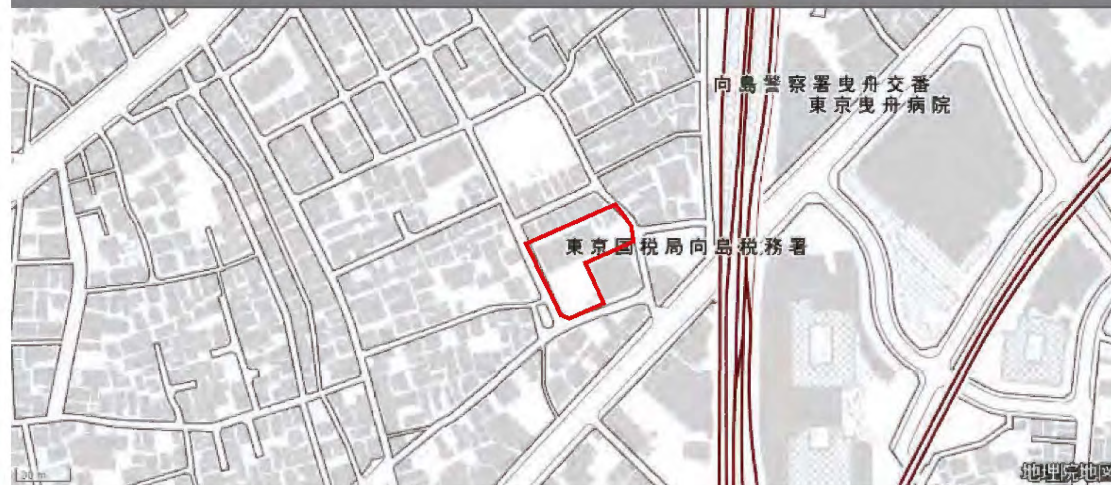 向島警察署曳舟交番
東京曳舟病院
東京国税局向島税務署
30 m
地理院地図